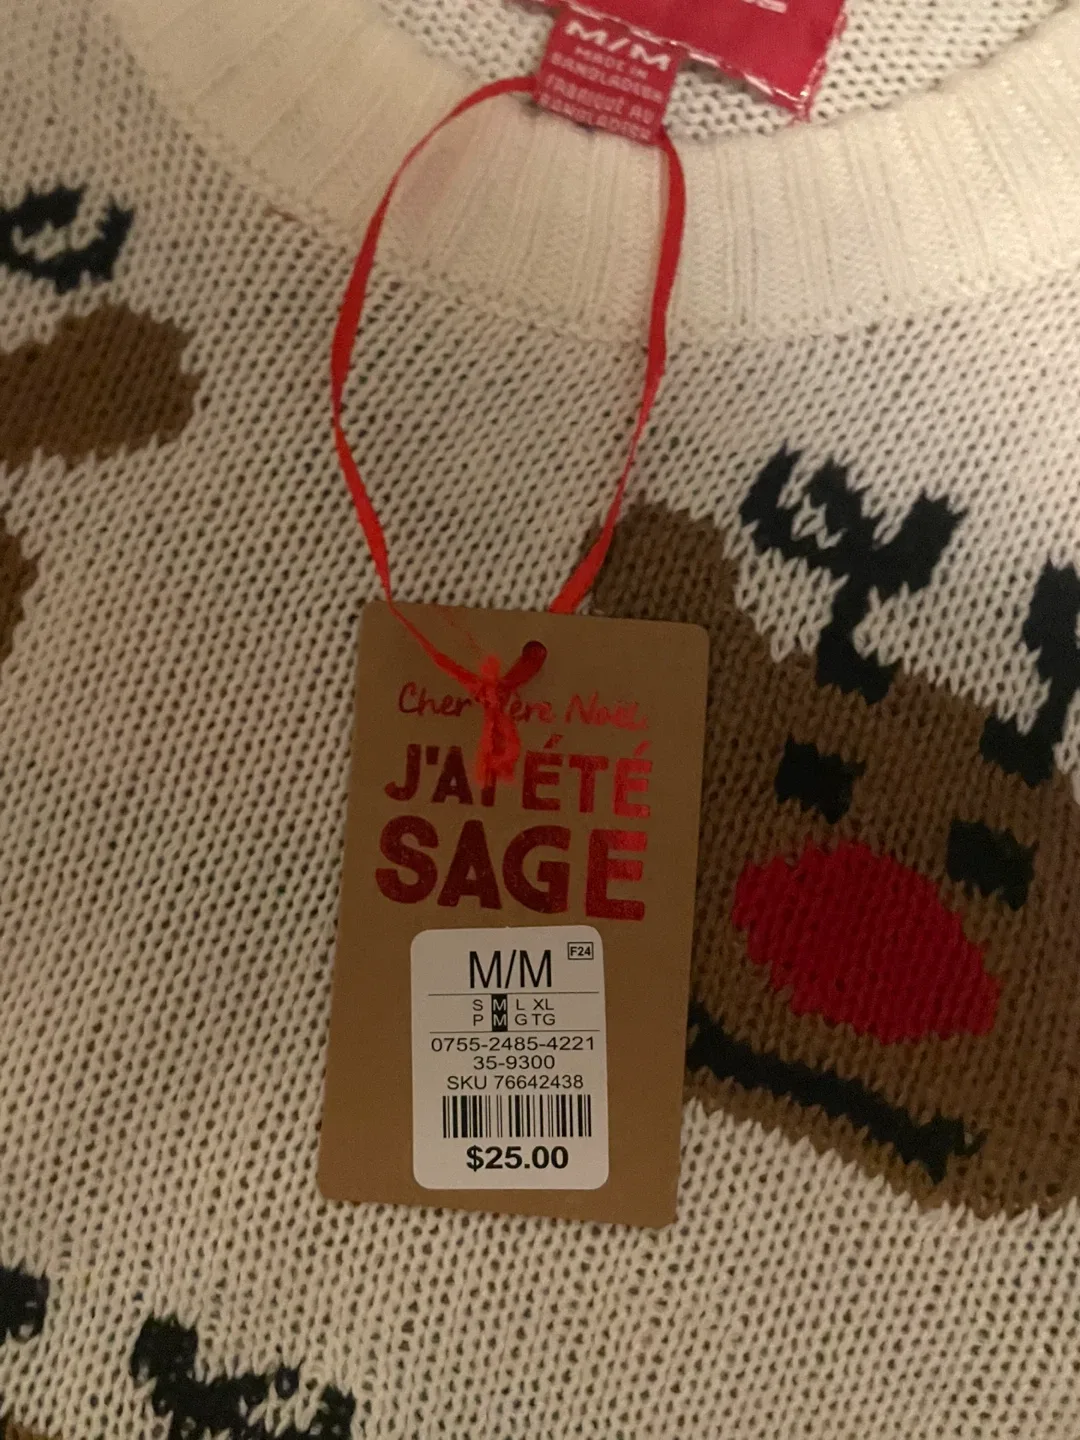 M/M
MADE IN
BANGLADESH
FABRIQUÉ AU
BANGLADESH
Cher Père Noël,
J'AI ÉTÉ
SAGE
M/M F24
S M L XL
P M G TG
0755-2485-4221
35-9300
SKU 76642438
$25.00